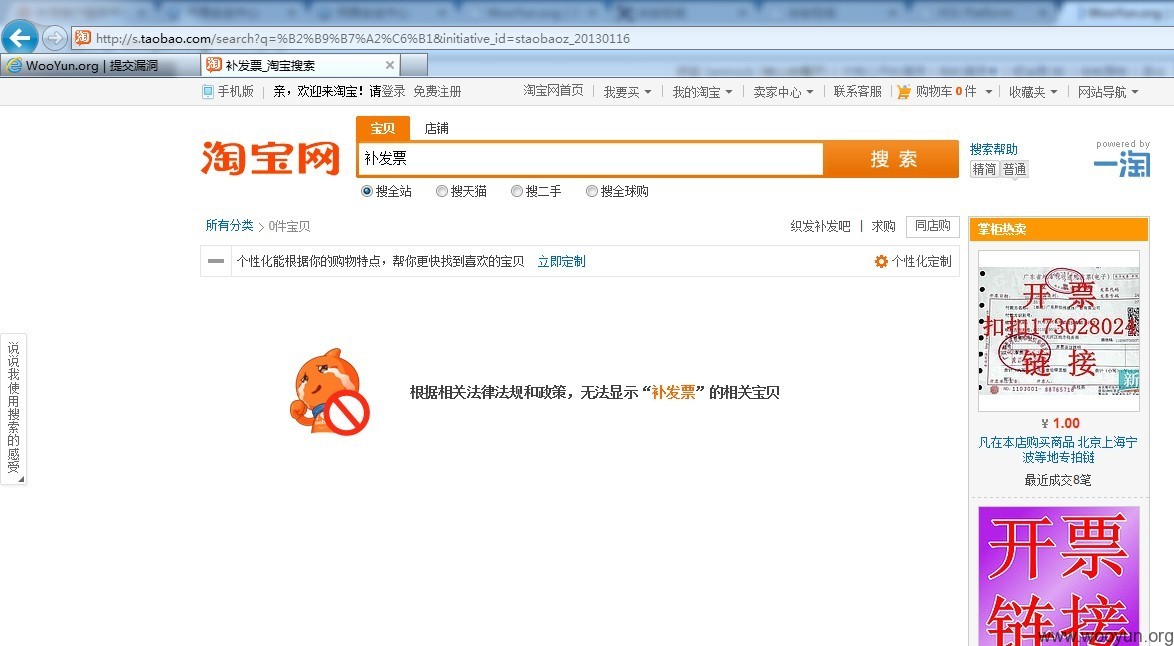 http://s.taobao.com/search?q=%B2%B9%B7%A2%C6%B1&initiative_id=staobaoz_20130116
WooYun.org | 提交漏洞
补发票_淘宝搜索
手机版
亲，欢迎来淘宝！请登录 免费注册
淘宝网首页
我要买
我的淘宝
卖家中心
联系客服
购物车 0 件
收藏夹
网站导航
宝贝
店铺
淘宝网
补发票
搜索
搜索帮助
精简 普通
powered by
一淘
搜全站
搜天猫
搜二手
搜全球购
所有分类 > 0件宝贝
织发补发吧 | 求购
同店购
个性化能根据你的购物特点，帮你更快找到喜欢的宝贝 立即定制
个性化定制
说说我使用搜索的感受
根据相关法律法规和政策，无法显示“补发票”的相关宝贝
掌柜热卖
开票
扣扣173028024
链接
新
¥ 1.00
凡在本店购买商品 北京上海宁
波等地专拍链
最近成交8笔
开票
链接
www.wooyun.org